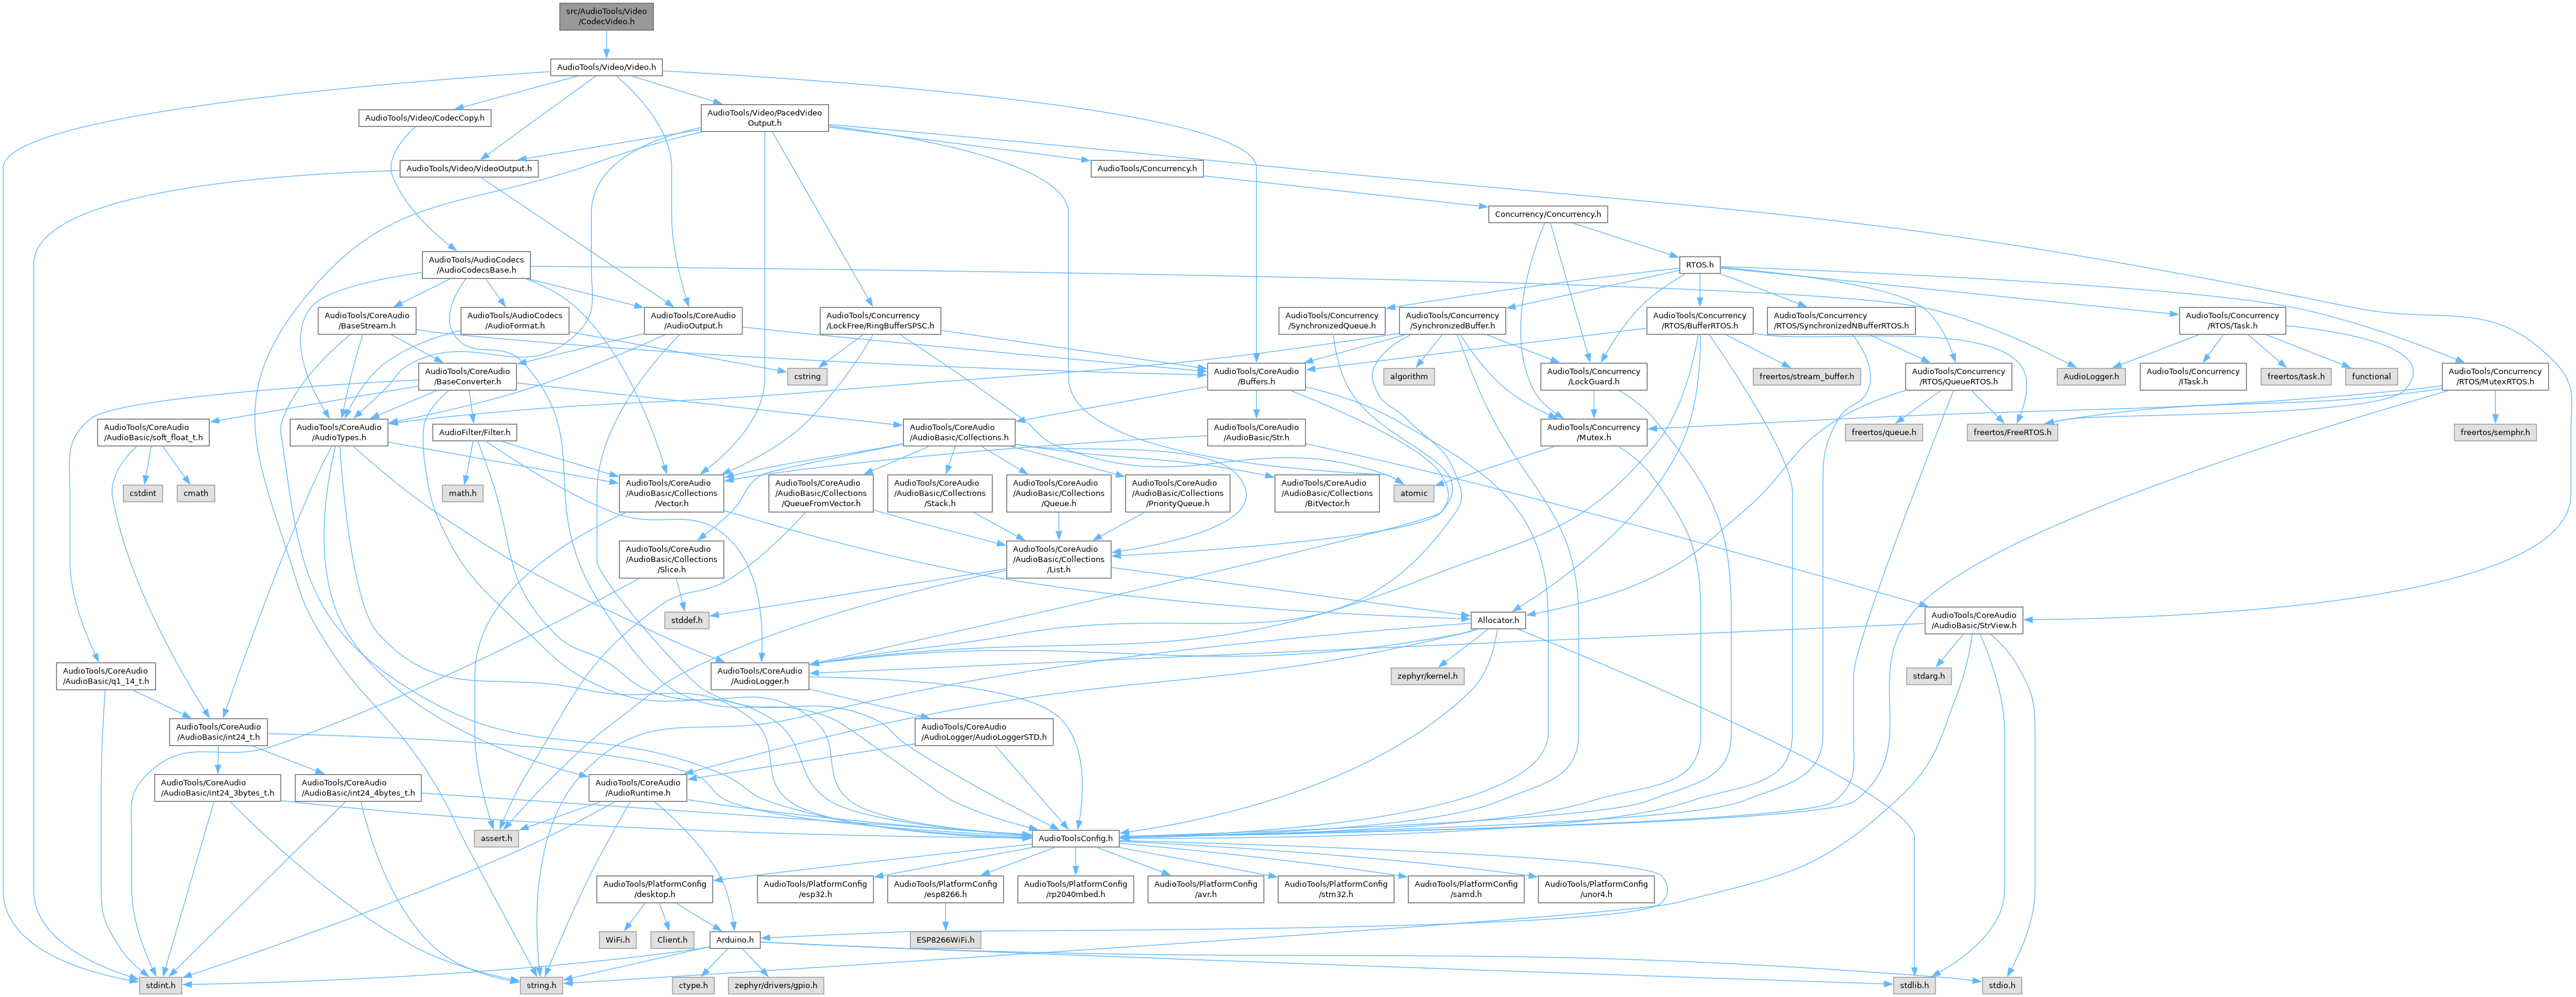 src/AudioTools/Video
/CodecVideo.h
AudioTools/Video/Video.h
AudioTools/Video/CodecCopy.h
AudioTools/Video/PacedVideo
Output.h
AudioTools/Video/VideoOutput.h
AudioTools/Concurrency.h
Concurrency/Concurrency.h
AudioTools/AudioCodecs
/AudioCodecsBase.h
RTOS.h
AudioTools/CoreAudio
/BaseStream.h
AudioTools/AudioCodecs
/AudioFormat.h
AudioTools/CoreAudio
/AudioOutput.h
AudioTools/Concurrency
/LockFree/RingBufferSPSC.h
AudioTools/Concurrency
/SynchronizedQueue.h
AudioTools/Concurrency
/SynchronizedBuffer.h
AudioTools/Concurrency
/RTOS/BufferRTOS.h
AudioTools/Concurrency
/RTOS/SynchronizedNBufferRTOS.h
AudioTools/Concurrency
/RTOS/Task.h
AudioTools/CoreAudio
/BaseConverter.h
cstring
AudioTools/CoreAudio
/Buffers.h
algorithm
AudioTools/Concurrency
/LockGuard.h
freertos/stream_buffer.h
AudioTools/Concurrency
/RTOS/QueueRTOS.h
AudioLogger.h
AudioTools/Concurrency
/ITask.h
freertos/task.h
functional
AudioTools/Concurrency
/RTOS/MutexRTOS.h
AudioTools/CoreAudio
/AudioBasic/soft_float_t.h
AudioTools/CoreAudio
/AudioTypes.h
AudioFilter/Filter.h
AudioTools/CoreAudio
/AudioBasic/Collections.h
AudioTools/CoreAudio
/AudioBasic/Str.h
AudioTools/Concurrency
/Mutex.h
freertos/queue.h
freertos/FreeRTOS.h
freertos/semphr.h
cstdint
cmath
math.h
AudioTools/CoreAudio
/AudioBasic/Collections
/Vector.h
AudioTools/CoreAudio
/AudioBasic/Collections
/QueueFromVector.h
AudioTools/CoreAudio
/AudioBasic/Collections
/Stack.h
AudioTools/CoreAudio
/AudioBasic/Collections
/Queue.h
AudioTools/CoreAudio
/AudioBasic/Collections
/PriorityQueue.h
AudioTools/CoreAudio
/AudioBasic/Collections
/BitVector.h
atomic
AudioTools/CoreAudio
/AudioBasic/Collections
/Slice.h
AudioTools/CoreAudio
/AudioBasic/Collections
/List.h
stddef.h
Allocator.h
AudioTools/CoreAudio
/AudioBasic/StrView.h
AudioTools/CoreAudio
/AudioBasic/q1_14_t.h
AudioTools/CoreAudio
/AudioLogger.h
zephyr/kernel.h
stdarg.h
AudioTools/CoreAudio
/AudioBasic/int24_t.h
AudioTools/CoreAudio
/AudioLogger/AudioLoggerSTD.h
AudioTools/CoreAudio
/AudioBasic/int24_3bytes_t.h
AudioTools/CoreAudio
/AudioBasic/int24_4bytes_t.h
AudioTools/CoreAudio
/AudioRuntime.h
assert.h
AudioToolsConfig.h
AudioTools/PlatformConfig
/desktop.h
AudioTools/PlatformConfig
/esp32.h
AudioTools/PlatformConfig
/esp8266.h
AudioTools/PlatformConfig
/rp2040mbed.h
AudioTools/PlatformConfig
/avr.h
AudioTools/PlatformConfig
/stm32.h
AudioTools/PlatformConfig
/samd.h
AudioTools/PlatformConfig
/unor4.h
WiFi.h
Client.h
Arduino.h
ESP8266WiFi.h
stdint.h
string.h
ctype.h
zephyr/drivers/gpio.h
stdlib.h
stdio.h